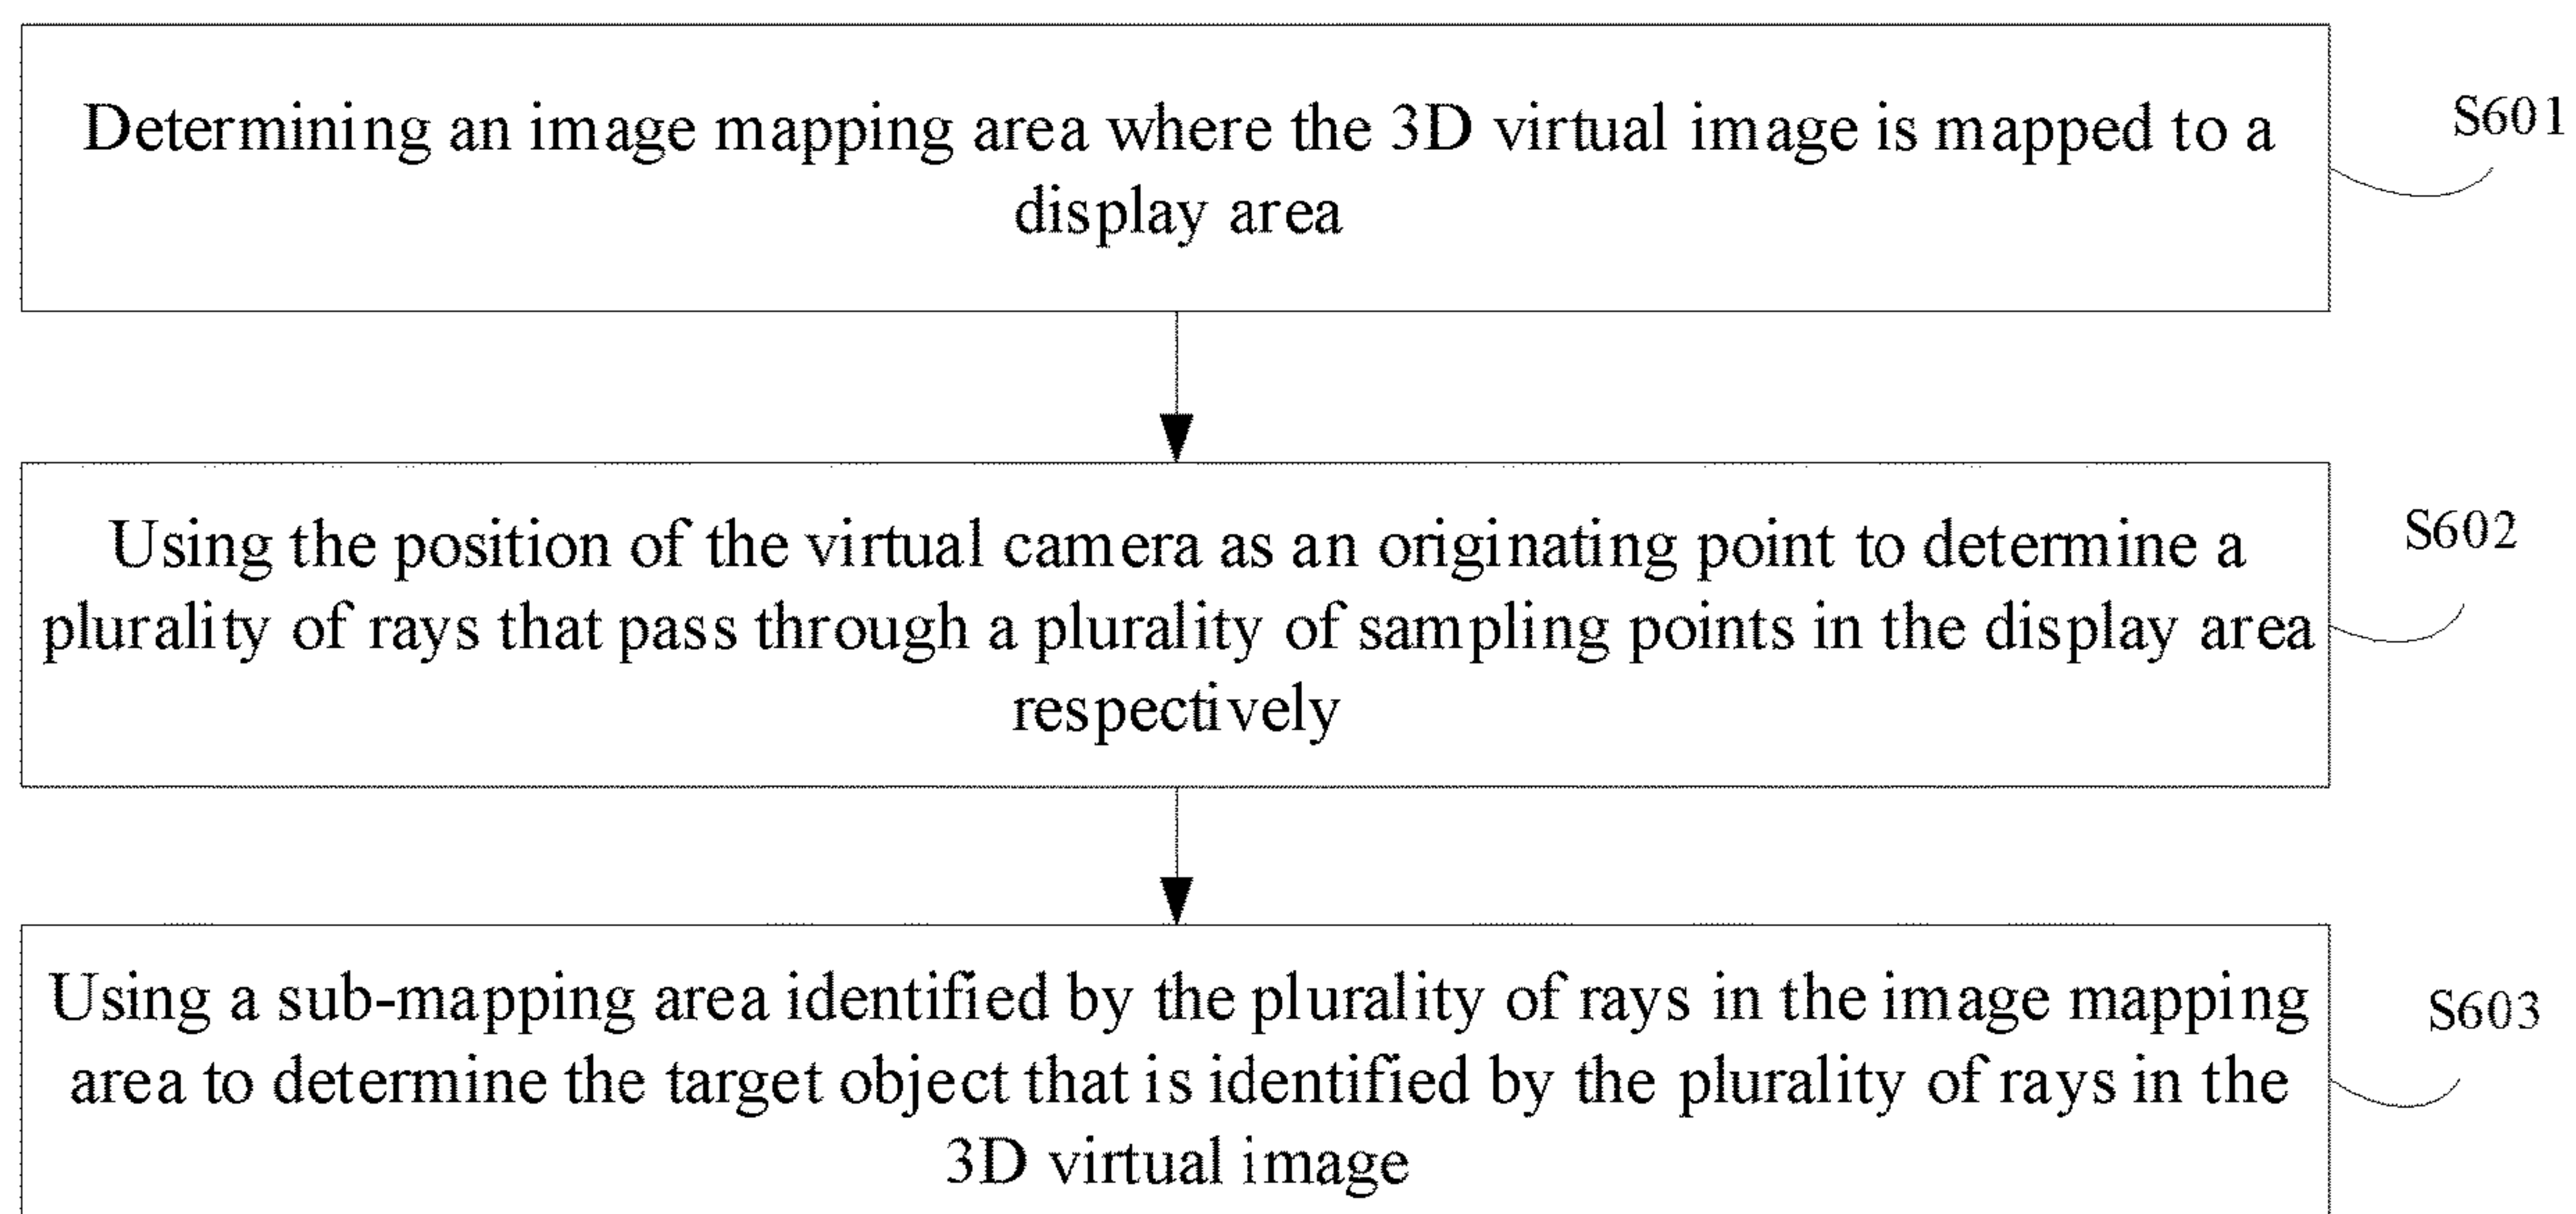 Determining an image mapping area where the 3D virtual image is mapped to a
display area
S601
Using the position of the virtual camera as an originating point to determine a
plurality of rays that pass through a plurality of sampling points in the display area
respectively
S602
Using a sub-mapping area identified by the plurality of rays in the image mapping
area to determine the target object that is identified by the plurality of rays in the
3D virtual image
S603